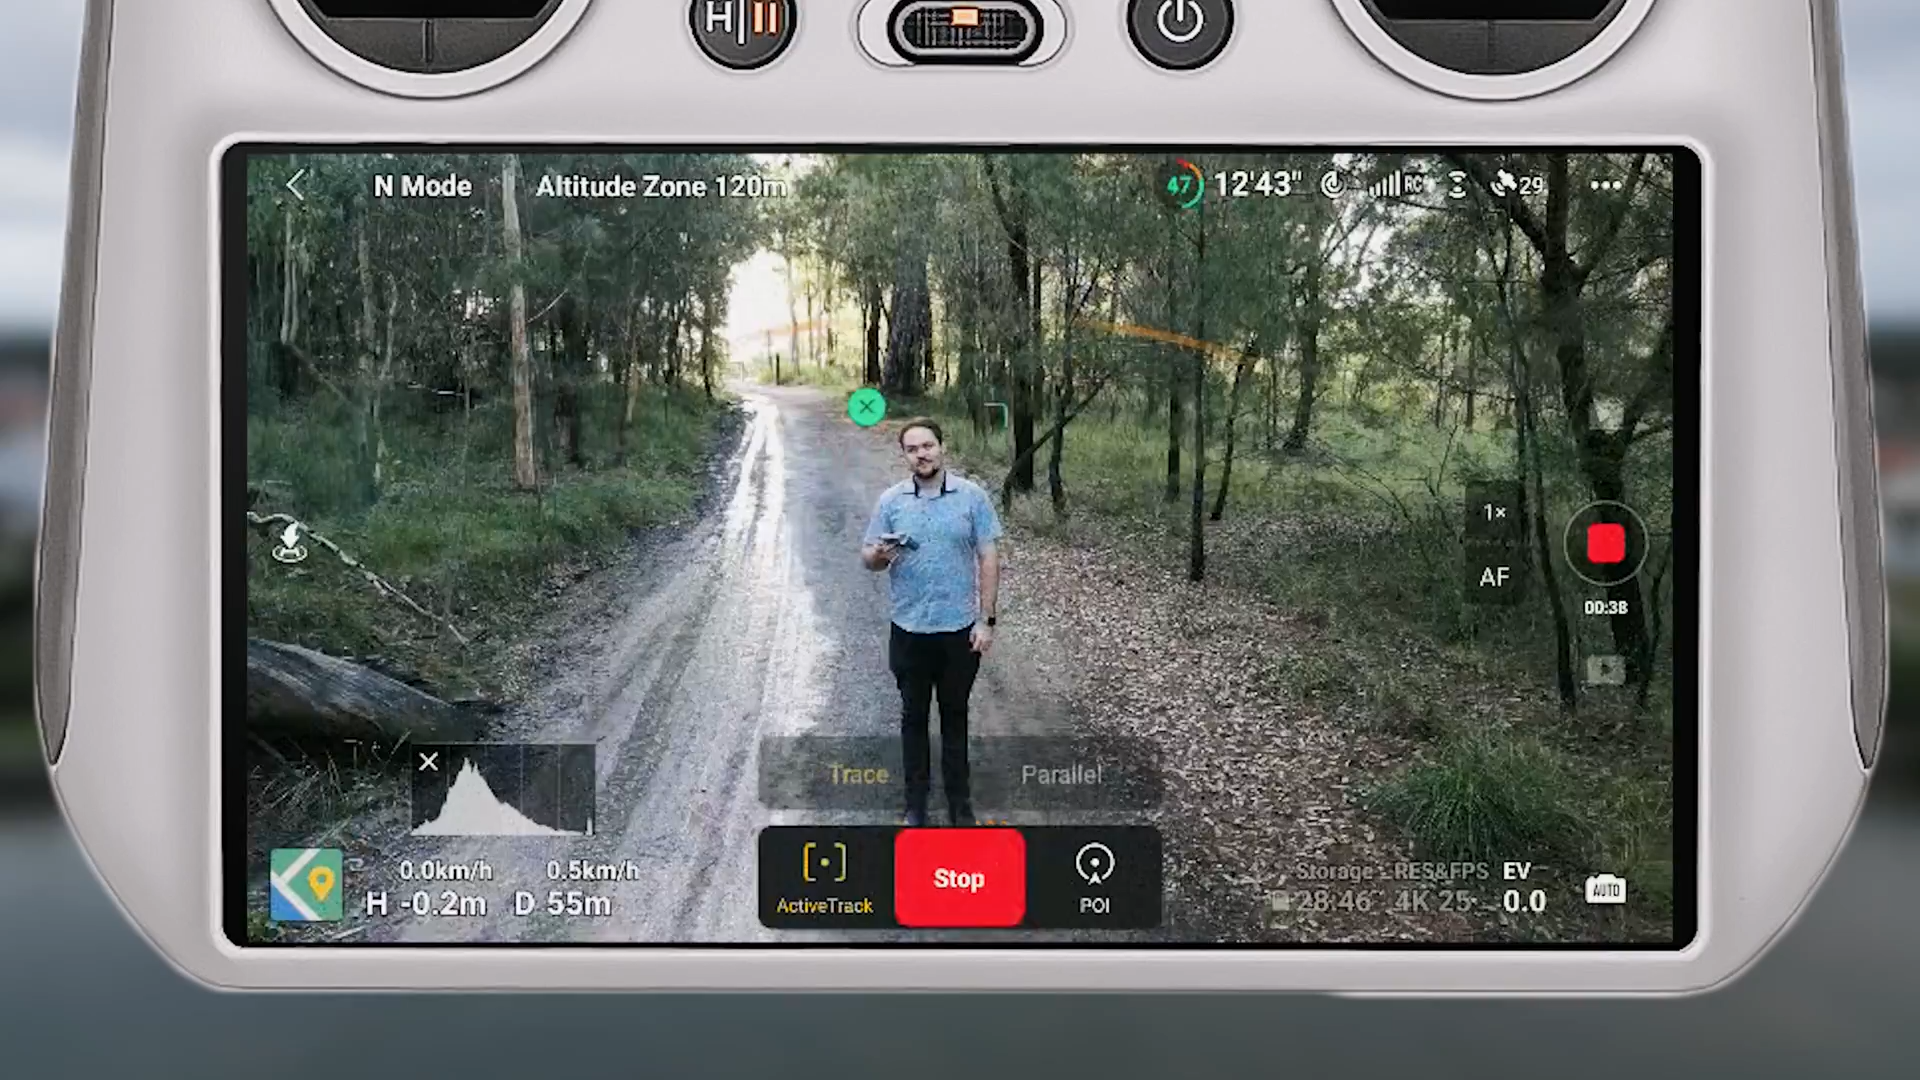 H
N Mode
Altitude Zone 120m
47
12'43"
RC
29
1×
AF
00:38
Trace
Parallel
0.0km/h
0.5km/h
H -0.2m
D 55m
ActiveTrack
Stop
POI
Storage
RES&FPS
EV
28:46
4K 25
0.0
AUTO